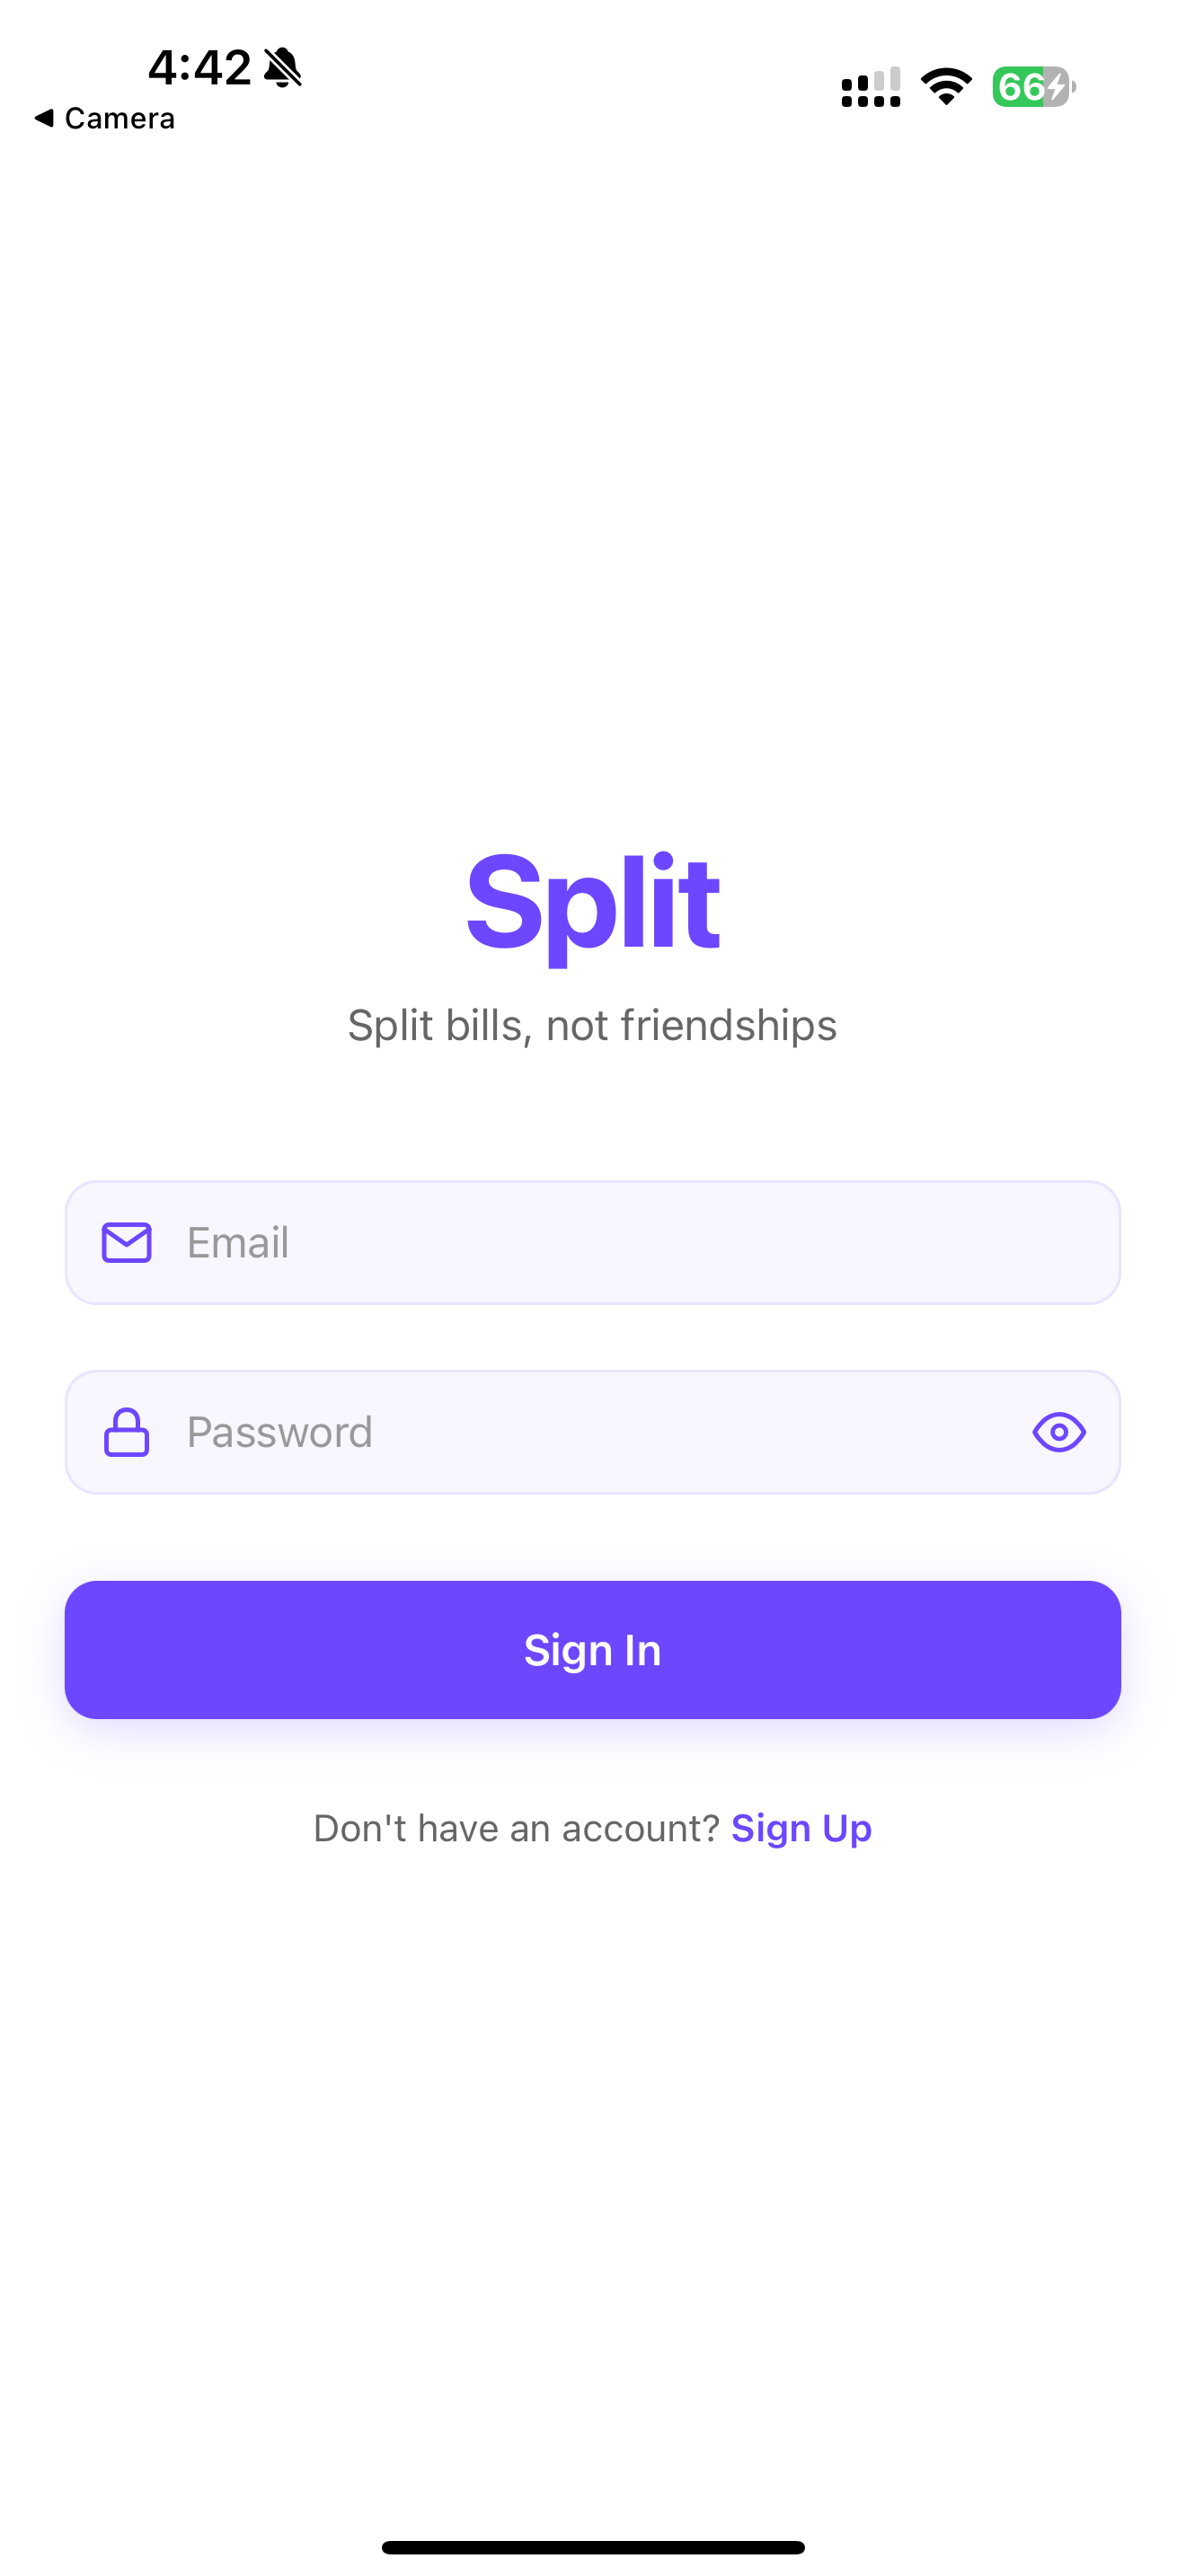 4:42
Camera
66
Split
Split bills, not friendships
Email
Password
Sign In
Don't have an account? Sign Up